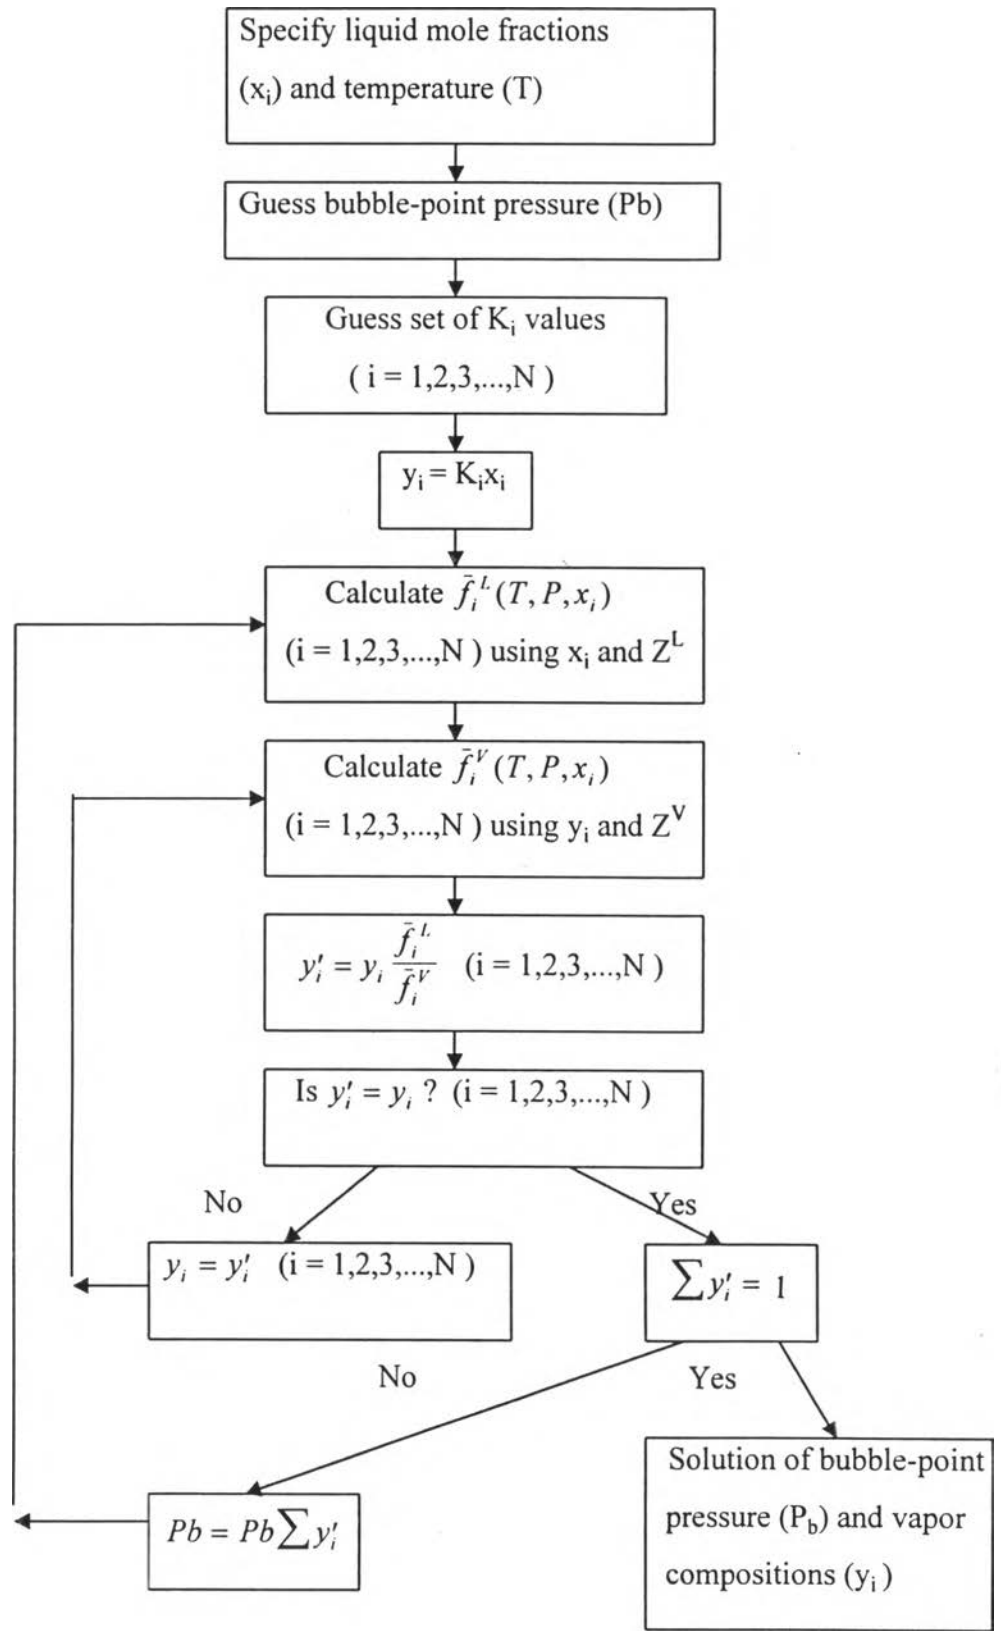 Specify liquid mole fractions
(xᵢ) and temperature (T)
Guess bubble-point pressure (Pb)
Guess set of Kᵢ values
( i = 1,2,3,...,N )
yᵢ = Kᵢxᵢ
Calculate f̄ᵢᴸ(T, P, xᵢ)
(i = 1,2,3,...,N ) using xᵢ and Zᴸ
Calculate f̄ᵢⱽ(T, P, xᵢ)
(i = 1,2,3,...,N ) using yᵢ and Zⱽ
y′ᵢ = yᵢ f̄ᵢᴸ / f̄ᵢⱽ (i = 1,2,3,...,N )
Is y′ᵢ = yᵢ ? (i = 1,2,3,...,N )
No
Yes
yᵢ = y′ᵢ (i = 1,2,3,...,N )
∑ y′ᵢ = 1
No
Yes
Pb = Pb∑ y′ᵢ
Solution of bubble-point
pressure (P_b) and vapor
compositions (yᵢ)